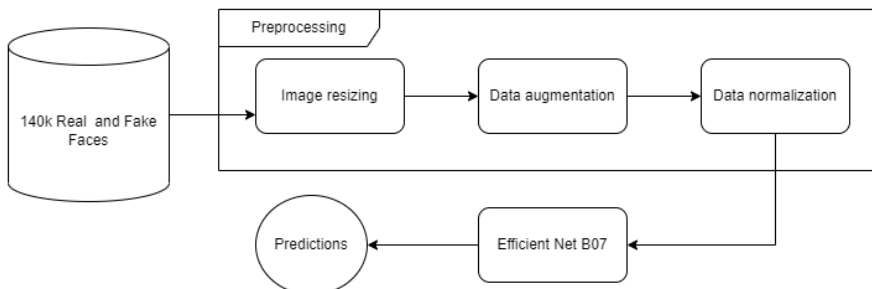 Preprocessing
140k Real and Fake
Faces
Image resizing
Data augmentation
Data normalization
Predictions
Efficient Net B07